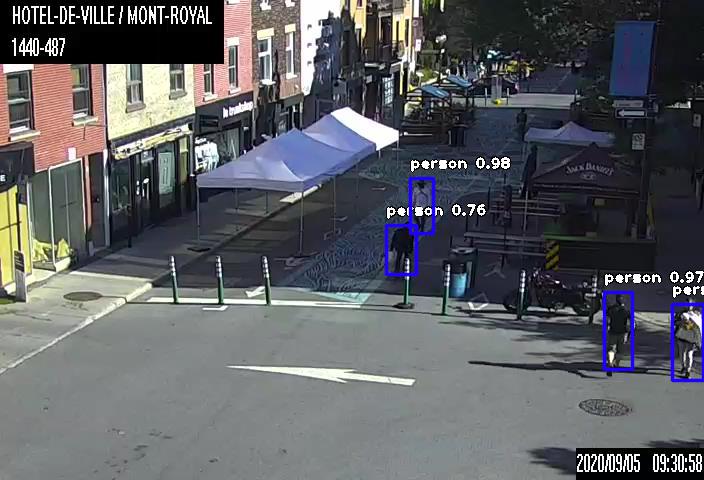 HOTEL-DE-VILLE / MONT-ROYAL
1440-487
person 0.98
person 0.76
JACK DANIEL'S
person 0.97
pers
2020/09/05 09:30:58